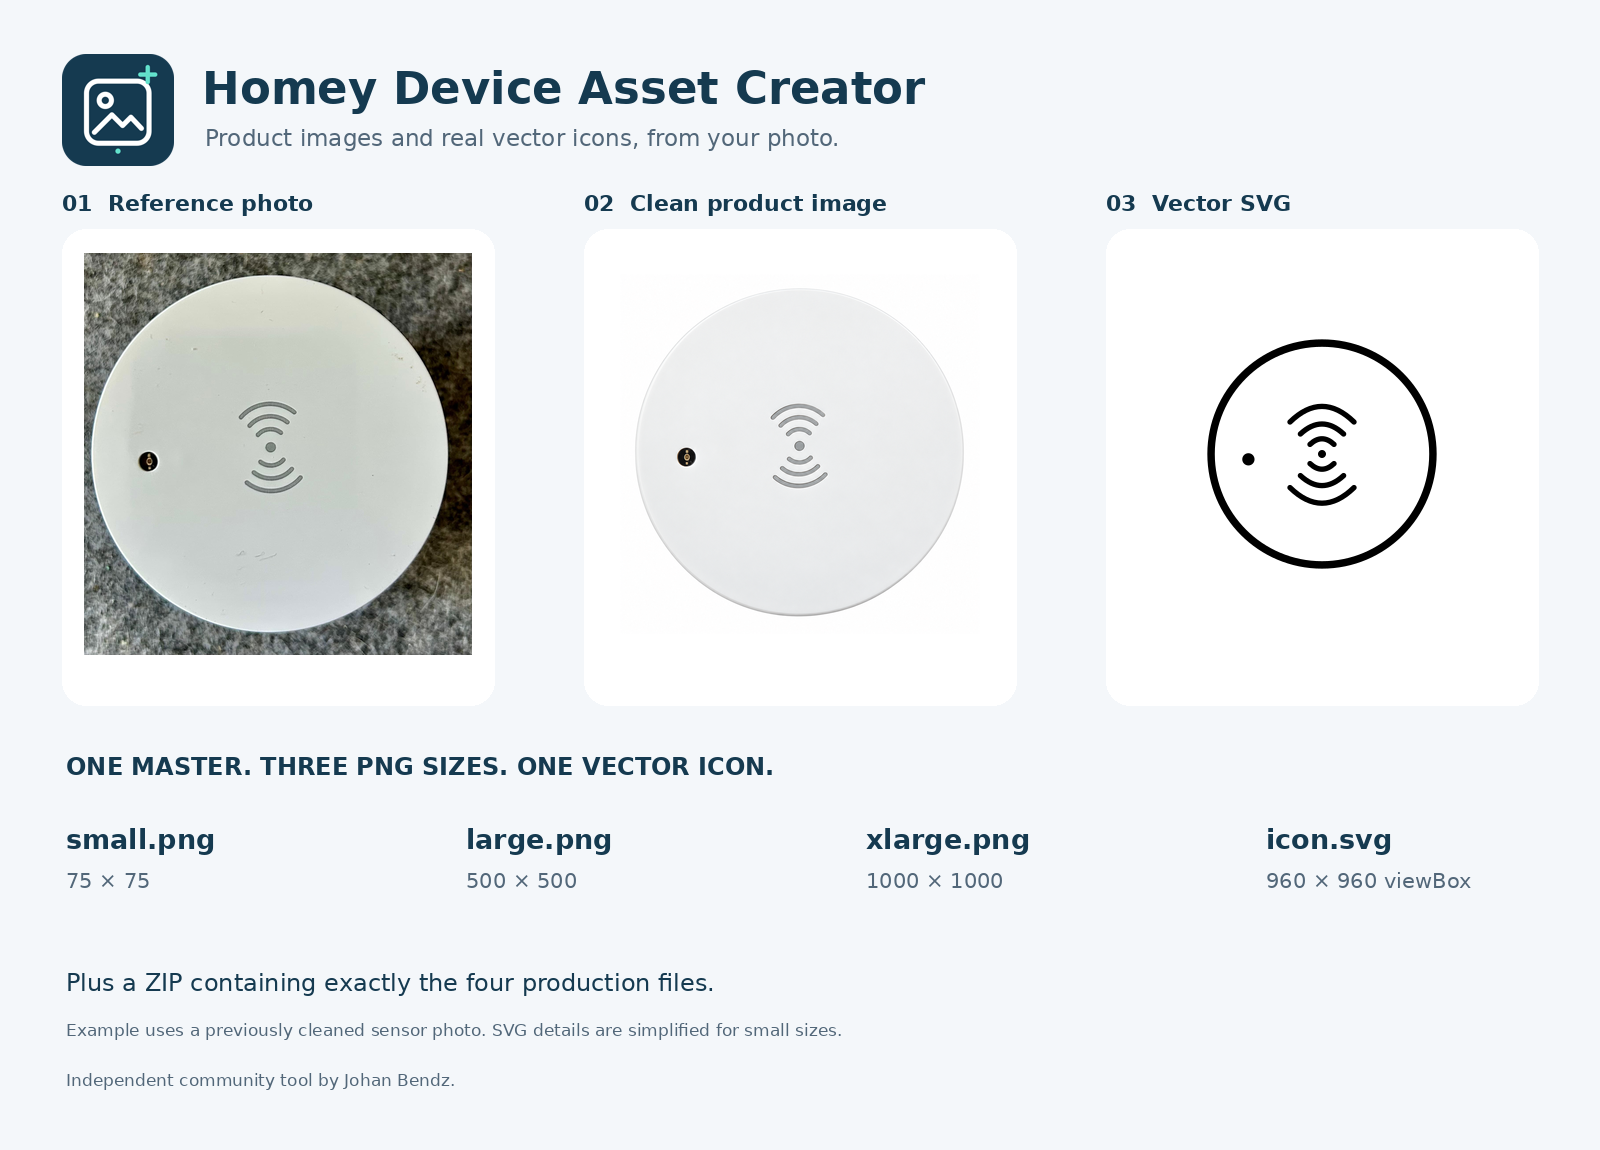 Homey Device Asset Creator
Product images and real vector icons, from your photo.
01 Reference photo
02 Clean product image
03 Vector SVG
ONE MASTER. THREE PNG SIZES. ONE VECTOR ICON.
small.png
75 × 75
large.png
500 × 500
xlarge.png
1000 × 1000
icon.svg
960 × 960 viewBox
Plus a ZIP containing exactly the four production files.
Example uses a previously cleaned sensor photo. SVG details are simplified for small sizes.
Independent community tool by Johan Bendz.